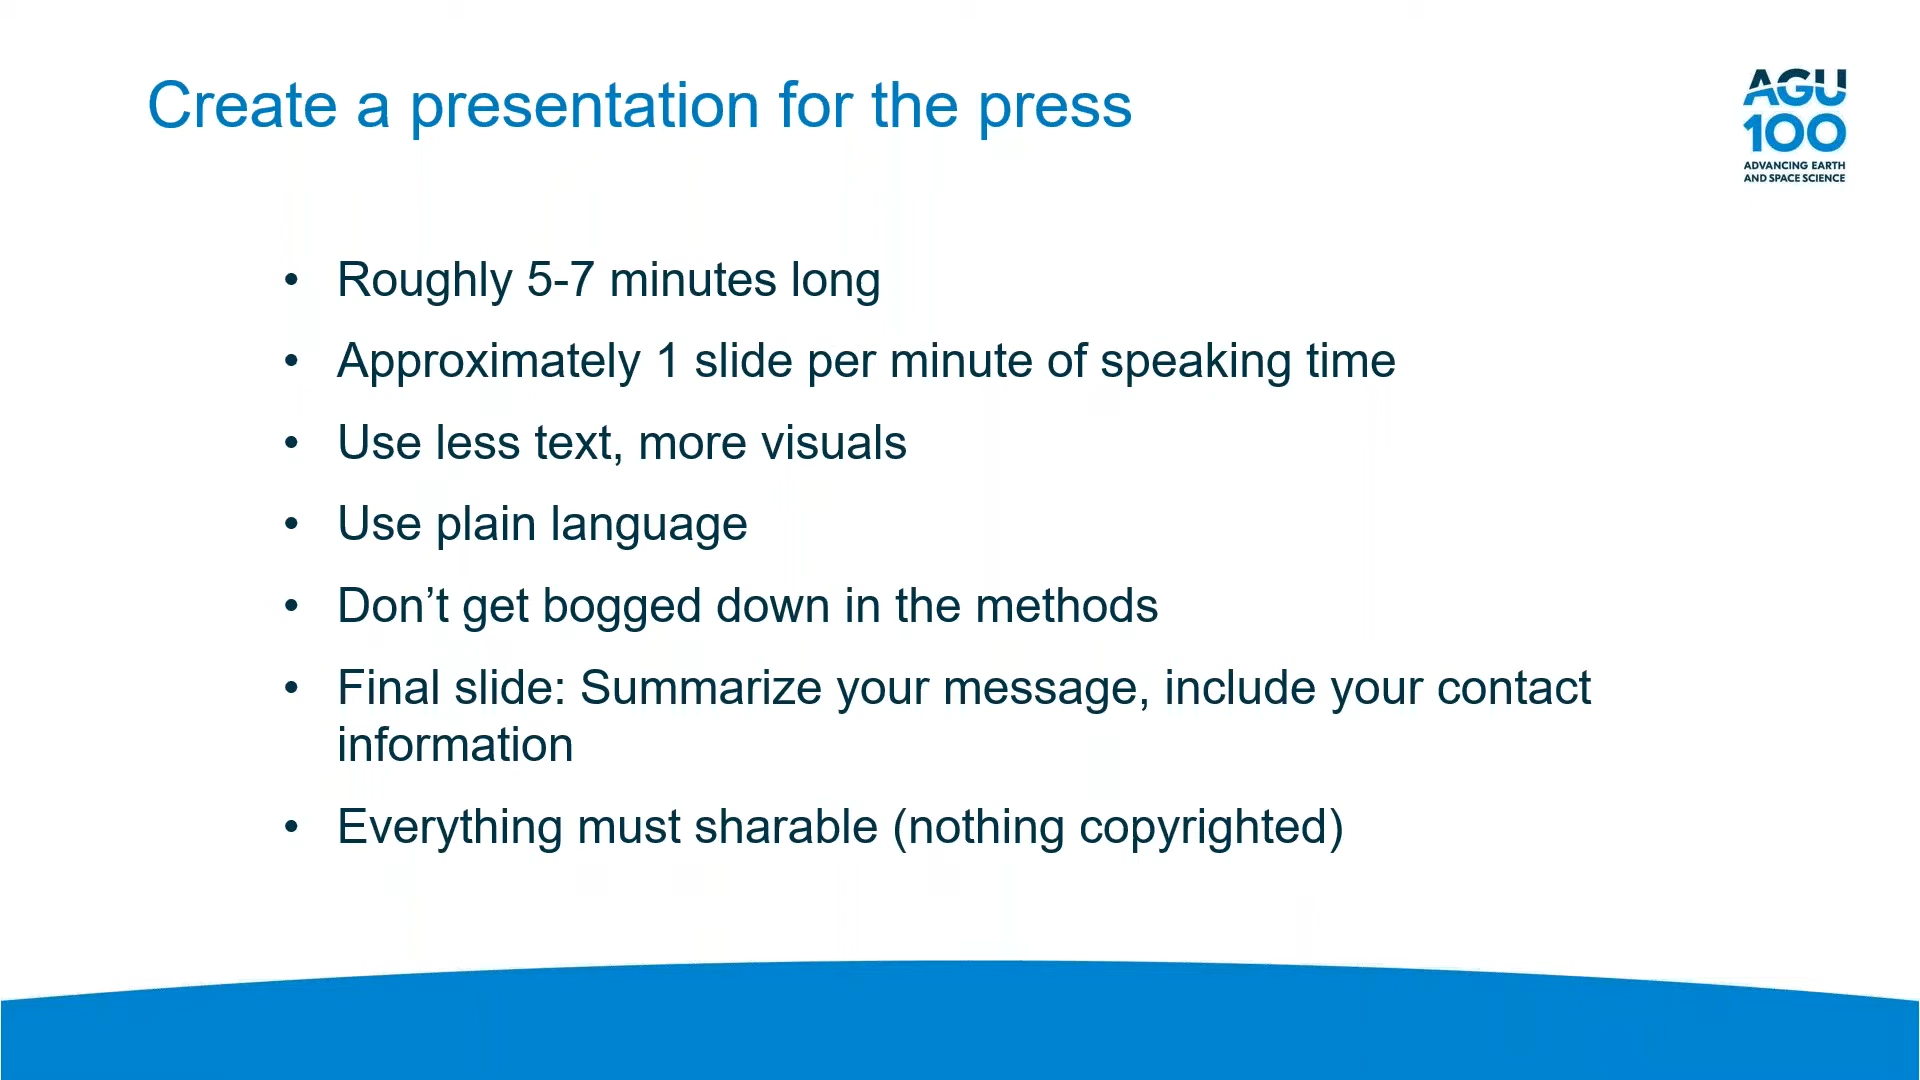 Create a presentation for the press
AGU
100
ADVANCING EARTH
AND SPACE SCIENCE
• Roughly 5-7 minutes long
• Approximately 1 slide per minute of speaking time
• Use less text, more visuals
• Use plain language
• Don’t get bogged down in the methods
• Final slide: Summarize your message, include your contact
information
• Everything must sharable (nothing copyrighted)